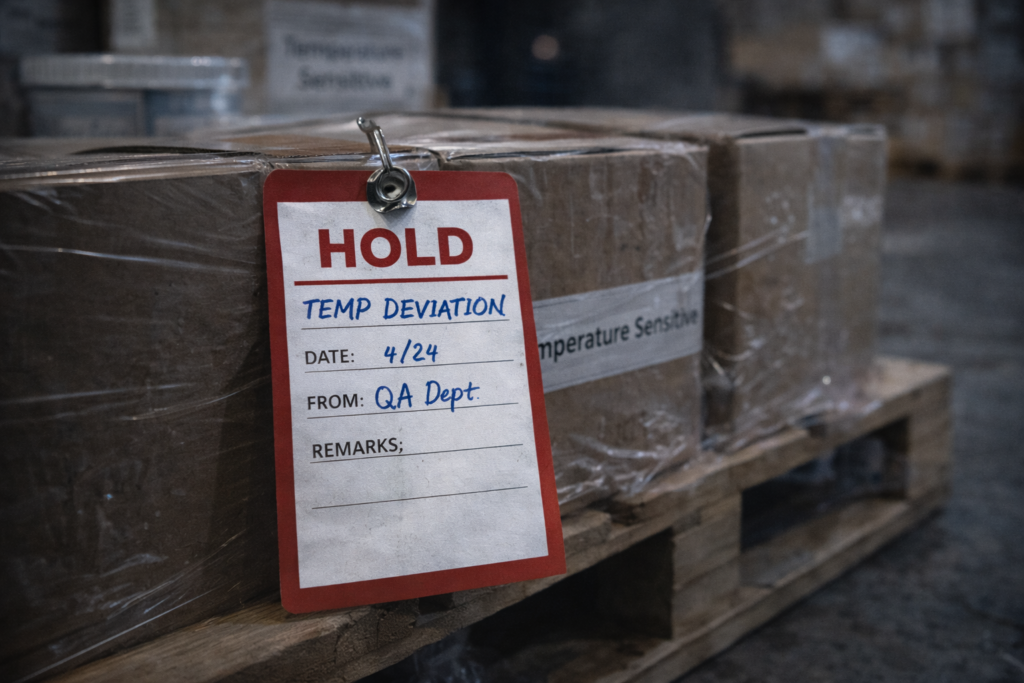 Temperature
Sensitive
HOLD
TEMP DEVIATION
DATE: 4/24
FROM: QA Dept.
REMARKS;
mperature Sensitive